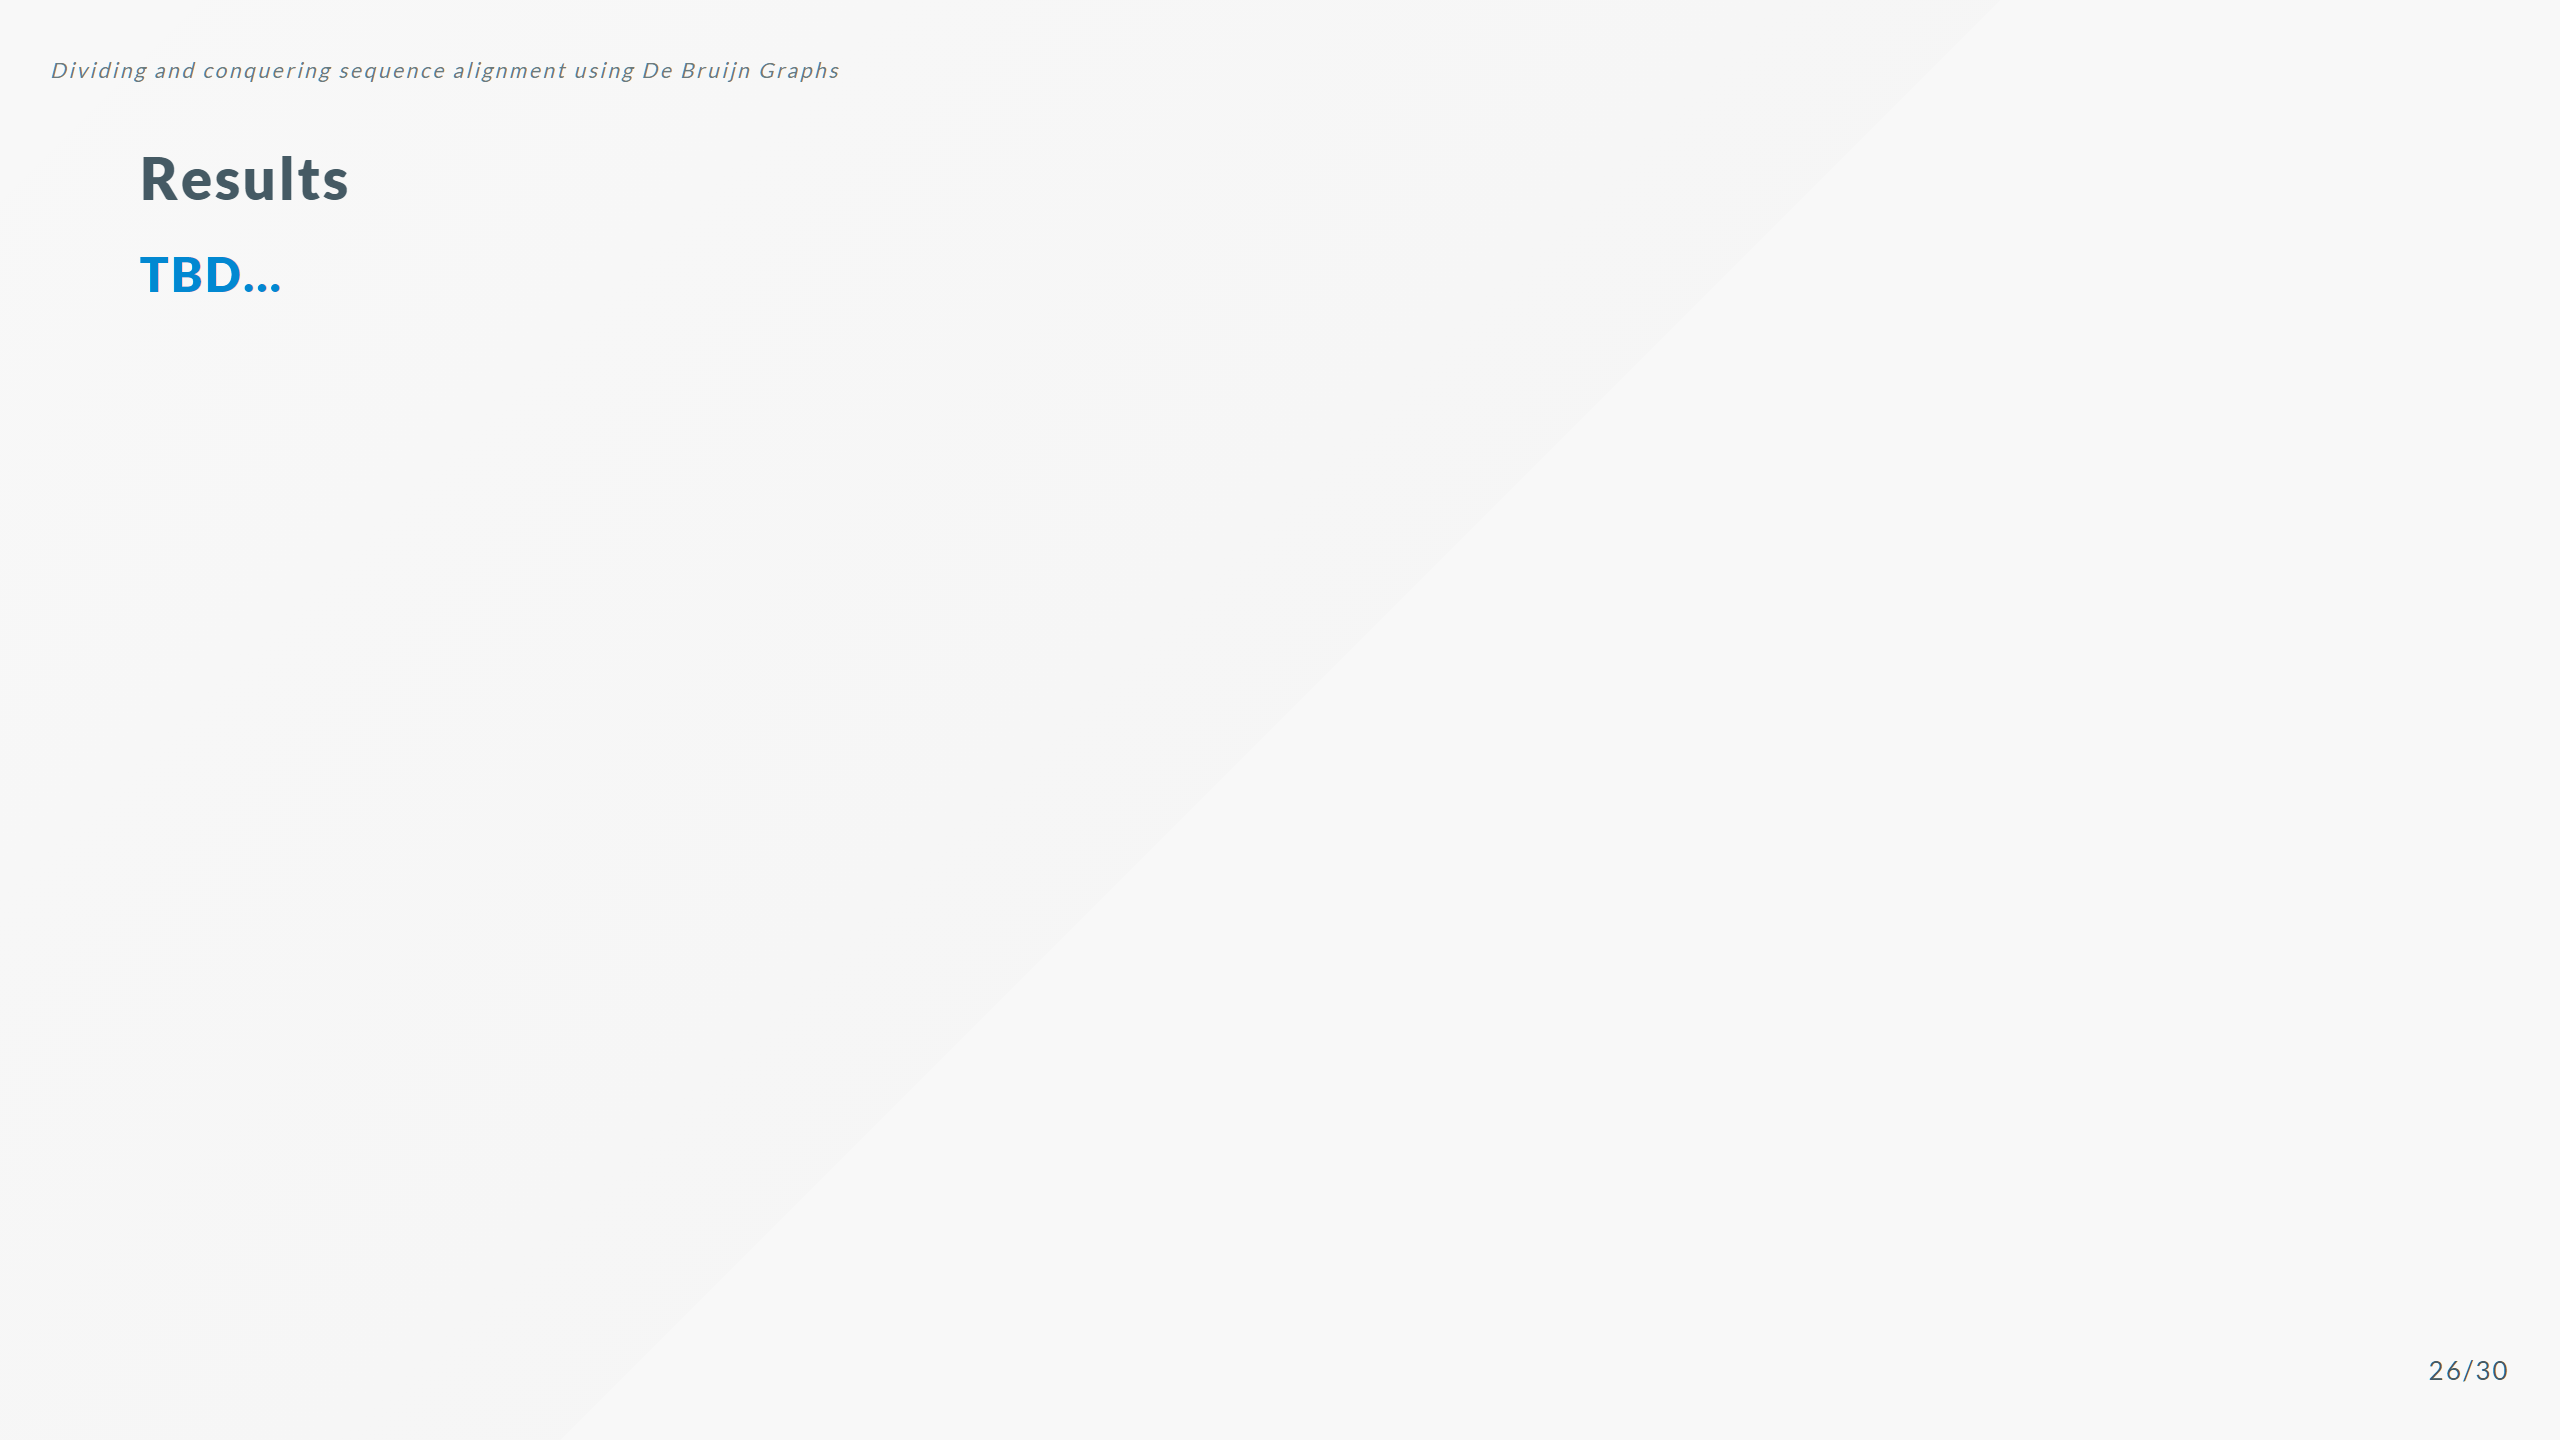 Dividing and conquering sequence alignment using De Bruijn Graphs
Results
TBD...
26/30